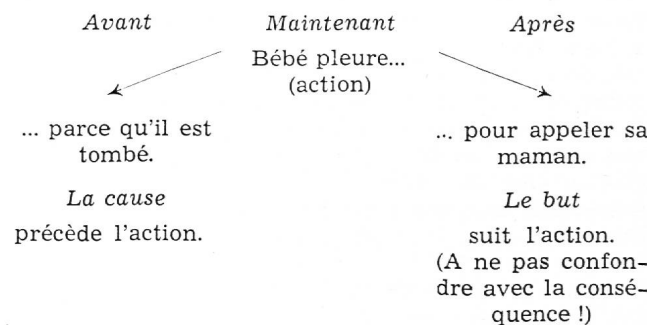 Avant Maintenant Après
Bébé pleure...
(action)
... parce qu'il est
tombé.
La cause
précède l'action.
... pour appeler sa
maman.
Le but
suit l'action.
(A ne pas confon-
dre avec la consé-
quence !)